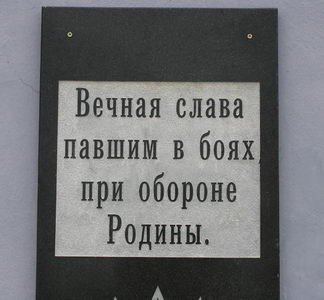 Вечная слава
павшим в боях,
при обороне
Родины.